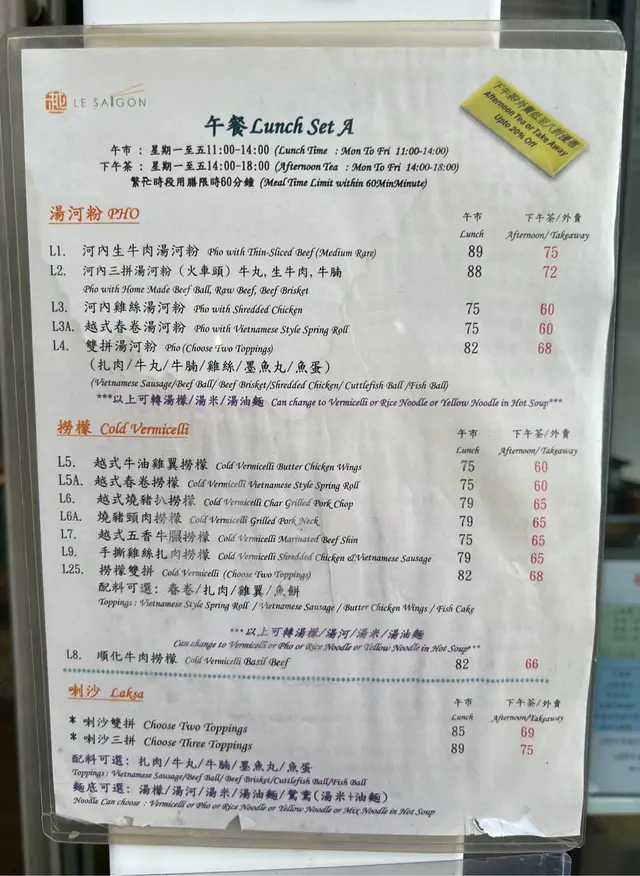 LE SAIGON
下午茶/外賣低至八折優惠
Afternoon Tea or Take Away
Upto 20% Off
午餐 Lunch Set A
午市 : 星期一至五11:00-14:00 (Lunch Time : Mon To Fri 11:00-14:00)
下午茶 : 星期一至五14:00-18:00 (Afternoon Tea : Mon To Fri 14:00-18:00)
繁忙時段用膳限時60分鐘 (Meal Time Limit within 60MinMinute)
湯河粉 PHO 午市 下午茶/外賣
Lunch Afternoon/Takeaway
L1. 河內生牛肉湯河粉 Pho with Thin-Sliced Beef (Medium Rare) 89 75
L2. 河內三拼湯河粉（火車頭）牛丸,生牛肉,牛腩 88 72
Pho with Home Made Beef Ball, Raw Beef, Beef Brisket
L3. 河內雞絲湯河粉 Pho with Shredded Chicken 75 60
L3A. 越式春卷湯河粉 Pho with Vietnamese Style Spring Roll 75 60
L4. 雙拼湯河粉 Pho (Choose Two Toppings) 82 68
(扎肉/牛丸/牛腩/雞絲/墨魚丸/魚蛋)
(Vietnamese Sausage/Beef Ball/ Beef Brisket/Shredded Chicken/ Cuttlefish Ball /Fish Ball)
***以上可轉湯檬/湯米/湯油麵 Can change to Vermicelli or Rice Noodle or Yellow Noodle in Hot Soup***
撈檬 Cold Vermicelli 午市 下午茶/外賣
Lunch Afternoon/Takeaway
L5. 越式牛油雞翼撈檬 Cold Vermicelli Butter Chicken Wings 75 60
L5A. 越式春卷撈檬 Cold Vermicelli Vietnamese Style Spring Roll 75 60
L6. 越式燒豬扒撈檬 Cold Vermicelli Char Grilled Pork Chop 79 65
L6A. 燒豬頸肉撈檬 Cold Vermicelli Grilled Pork Neck 79 65
L7. 越式五香牛𦟌撈檬 Cold Vermicelli Marinated Beef Shin 75 65
L9. 手撕雞絲扎肉撈檬 Cold Vermicelli Shredded Chicken &Vietnamese Sausage 79 65
L25. 撈檬雙拼 Cold Vermicelli (Choose Two Toppings) 82 68
配料可選: 春卷/扎肉/雞翼/魚餅
Toppings : Vietnamese Style Spring Roll / Vietnamese Sausage / Butter Chicken Wings / Fish Cake
***以上可轉湯檬/湯河/湯米/湯油麵
Can change to Vermicelli or Pho or Rice Noodle or Yellow Noodle in Hot Soup***
L8. 順化牛肉撈檬 Cold Vermicelli Basil Beef 82 66
喇沙 Laksa 午市 下午茶/外賣
Lunch Afternoon/Takeaway
* 喇沙雙拼 Choose Two Toppings 85 69
* 喇沙三拼 Choose Three Toppings 89 75
配料可選: 扎肉/牛丸/牛腩/墨魚丸/魚蛋
Toppings : Vietnamese Sausage/Beef Ball/ Beef Brisket/Cuttlefish Ball/Fish Ball
麵底可選: 湯檬/湯河/湯米/湯油麵/鴛鴦(湯米+油麵)
Noodle Can choose : Vermicelli or Pho or Rice Noodle or Yellow Noodle or Mix Noodle in Hot Soup